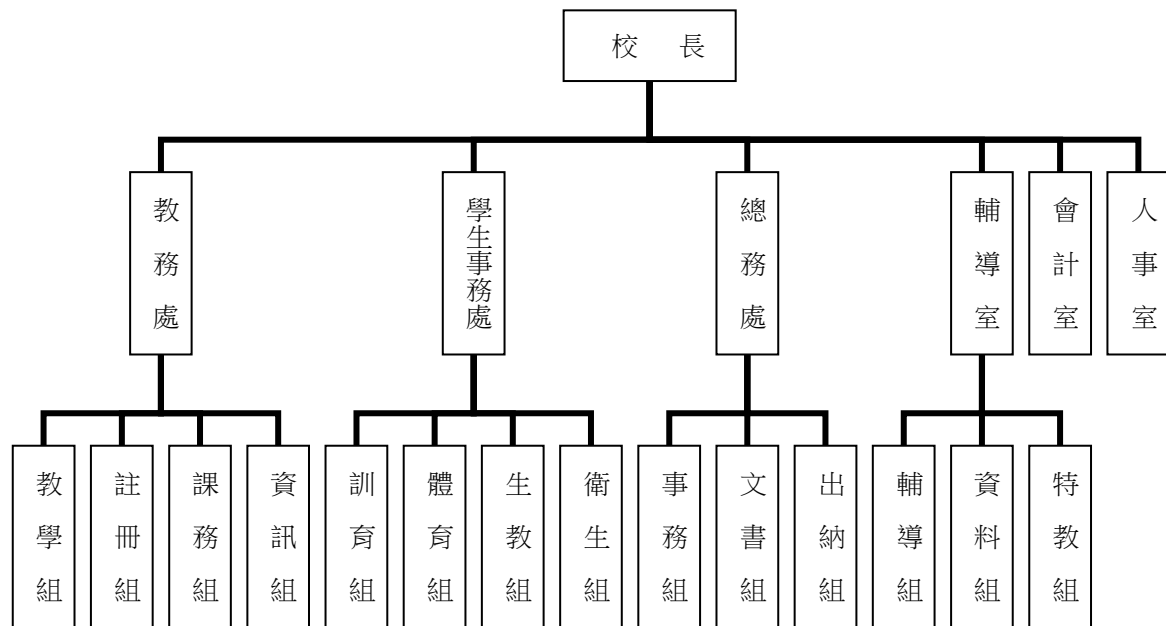 校 長
教務處
學生事務處
總務處
輔導室
會計室
人事室
教學組
註冊組
課務組
資訊組
訓育組
體育組
生教組
衛生組
事務組
文書組
出納組
輔導組
資料組
特教組